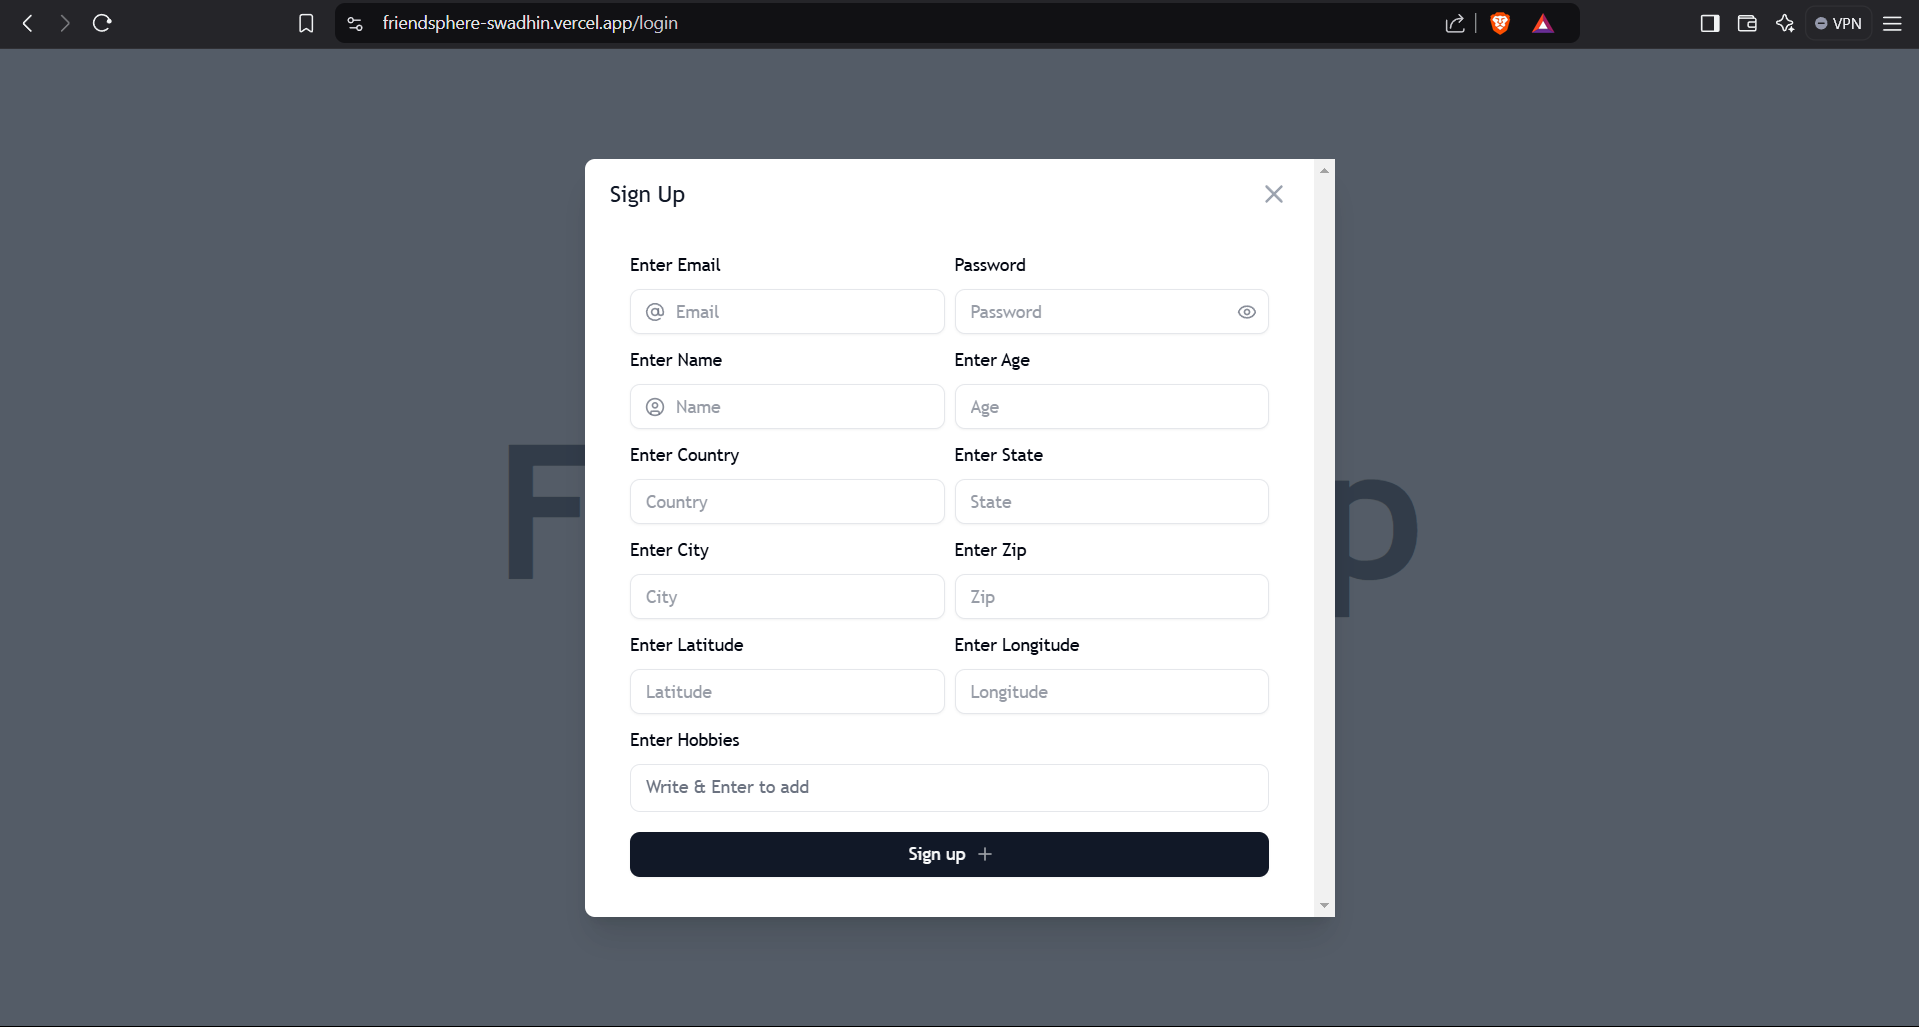 friendsphere-swadhin.vercel.app/login
VPN
Sign Up
Enter Email Password
Email Password
Enter Name Enter Age
Name Age
Enter Country Enter State
Country State
Enter City Enter Zip
City Zip
Enter Latitude Enter Longitude
Latitude Longitude
Enter Hobbies
Write & Enter to add
Sign up
F p